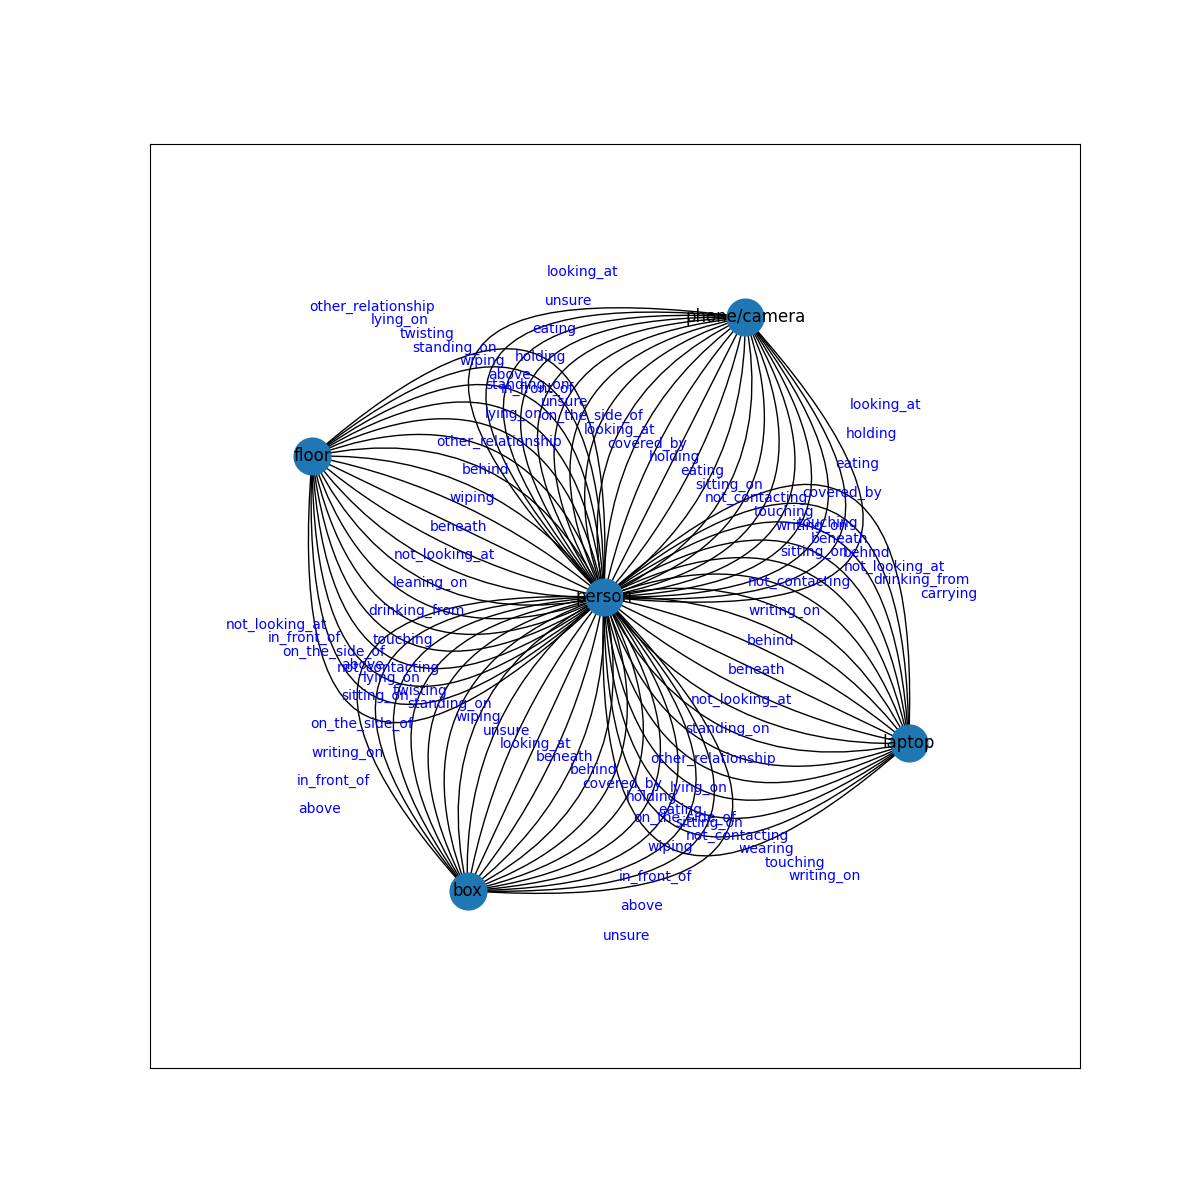 looking_at
unsure
other_relationship
phone/camera
lying_on
eating
twisting
standing_on
holding
wiping
above
standing_on
in_front_of
unsure
looking_at
lying_on
on_the_side_of
looking_at
holding
other_relationship
covered_by
floor
holding
eating
behind
eating
sitting_on
covered_by
wiping
not_contacting
touching
beneath
writing_on
touching
beneath
not_looking_at
sitting_on
behind
not_looking_at
leaning_on
not_contacting
drinking_from
carrying
person
drinking_from
writing_on
not_looking_at
in_front_of
touching
behind
on_the_side_of
above
not_contacting
beneath
lying_on
twisting
sitting_on
not_looking_at
standing_on
wiping
on_the_side_of
unsure
standing_on
looking_at
laptop
writing_on
beneath
other_relationship
behind
in_front_of
covered_by
lying_on
holding
above
eating
on_the_side_of
sitting_on
not_contacting
wiping
wearing
touching
in_front_of
writing_on
box
above
unsure